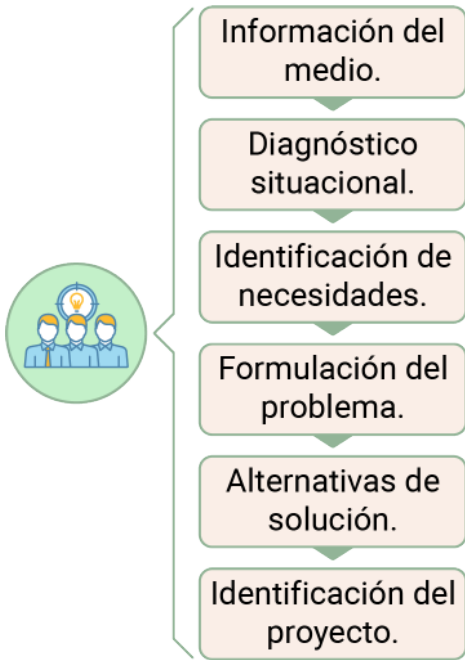 Información del
medio.
Diagnóstico
situacional.
Identificación de
necesidades.
Formulación del
problema.
Alternativas de
solución.
Identificación del
proyecto.